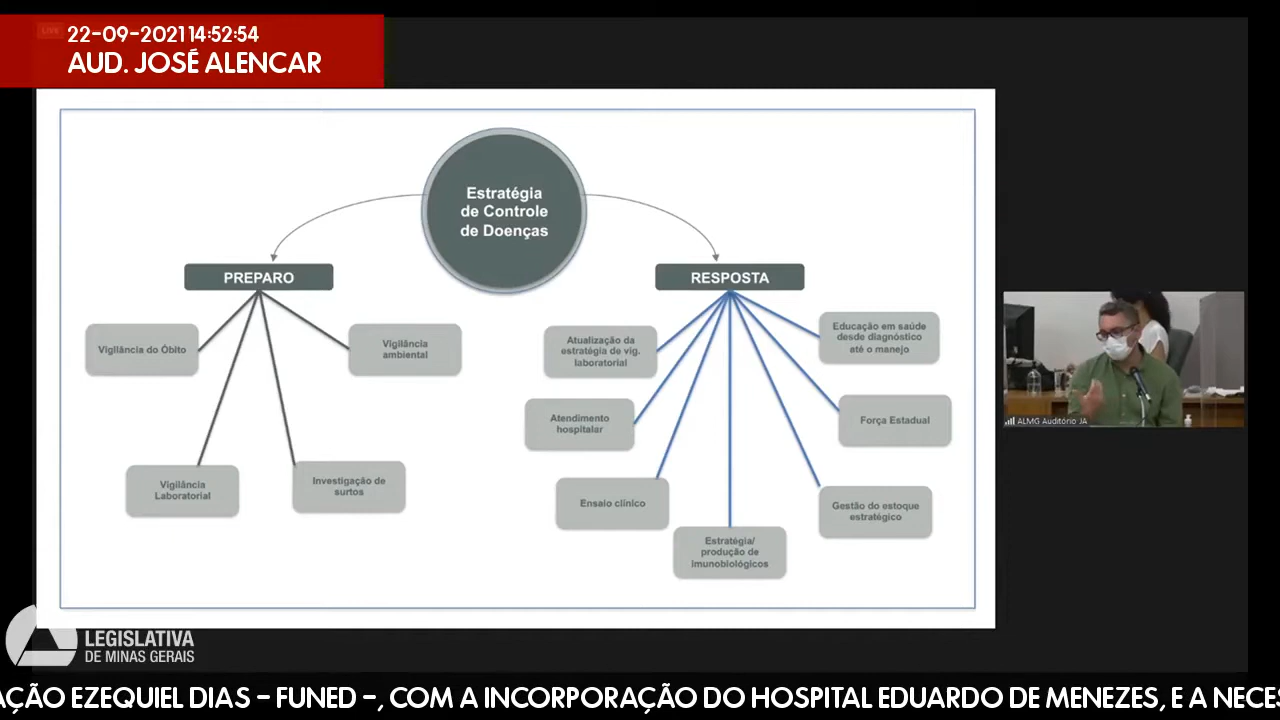 LIVE
22-09-2021 14:52:54
AUD. JOSÉ ALENCAR
Estratégia
de Controle
de Doenças
PREPARO
RESPOSTA
Vigilância do Óbito
Vigilância
ambiental
Vigilância
Laboratorial
Investigação de
surtos
Atualização da
estratégia de vig.
laboratorial
Educação em saúde
desde diagnóstico
até o manejo
Atendimento
hospitalar
Força Estadual
Ensaio clínico
Gestão do estoque
estratégico
Estratégia/
produção de
imunobiológicos
ALMG Auditório JA
LEGISLATIVA
DE MINAS GERAIS
AÇÃO EZEQUIEL DIAS – FUNED –, COM A INCORPORAÇÃO DO HOSPITAL EDUARDO DE MENEZES, E A NECES